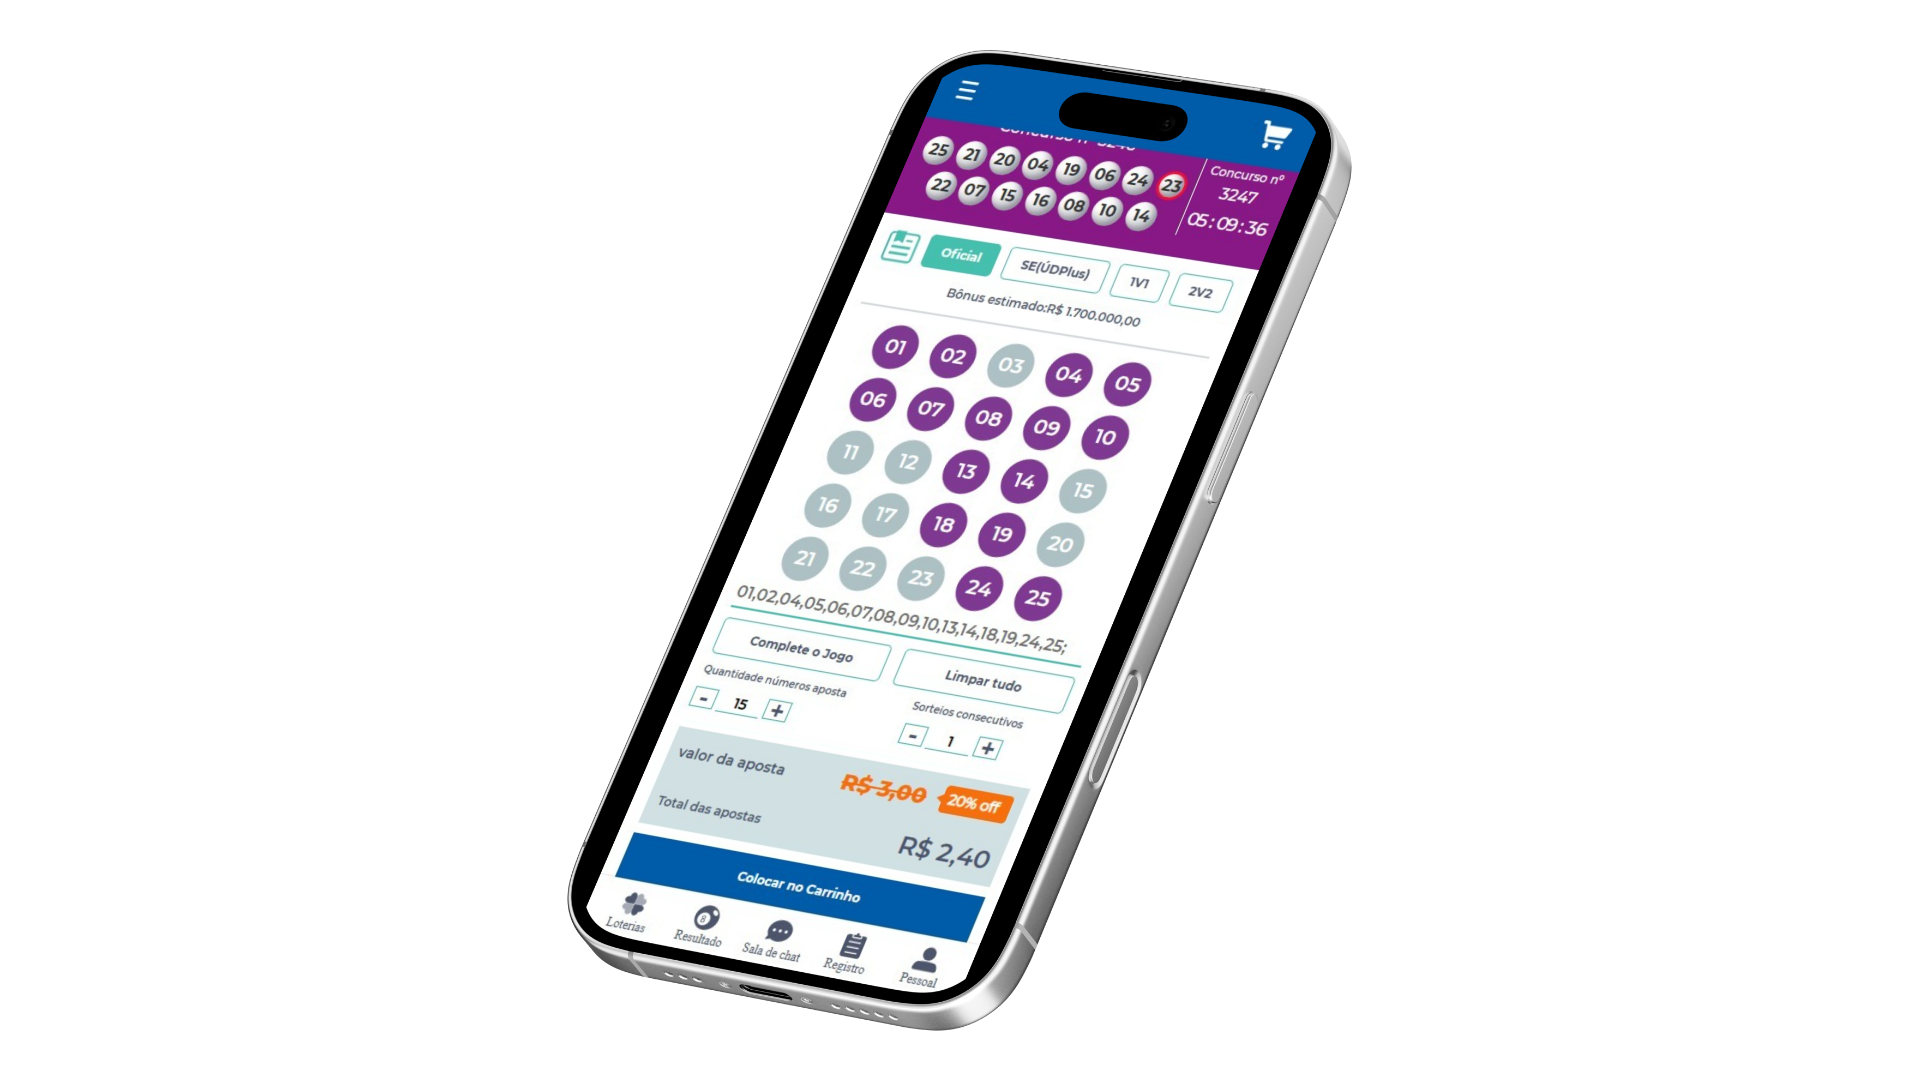 25 21 20 04 19 06 24 23
22 07 15 16 08 10 14
Concurso nº
3247
05:09:36
Oficial SE(ÚDPlus) 1V1 2V2
Bônus estimado:R$ 1.700.000,00
01 02 03 04 05
06 07 08 09 10
11 12 13 14 15
16 17 18 19 20
21 22 23 24 25
01,02,04,05,06,07,08,09,10,13,14,18,19,24,25;
Complete o Jogo Limpar tudo
Quantidade números aposta Sorteios consecutivos
- 15 + - 1 +
valor da aposta R$ 3,00 20% off
Total das apostas R$ 2,40
Colocar no Carrinho
8
Loterias Resultado Sala de chat Registro Pessoal